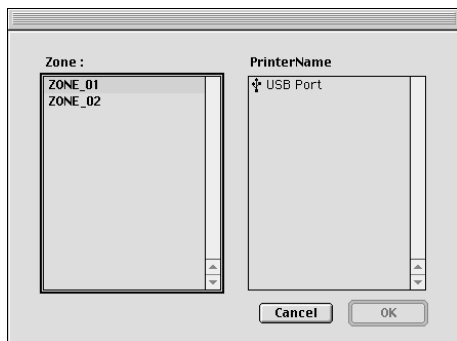 Zone :
ZONE_01
ZONE_02
PrinterName
USB Port
Cancel
OK